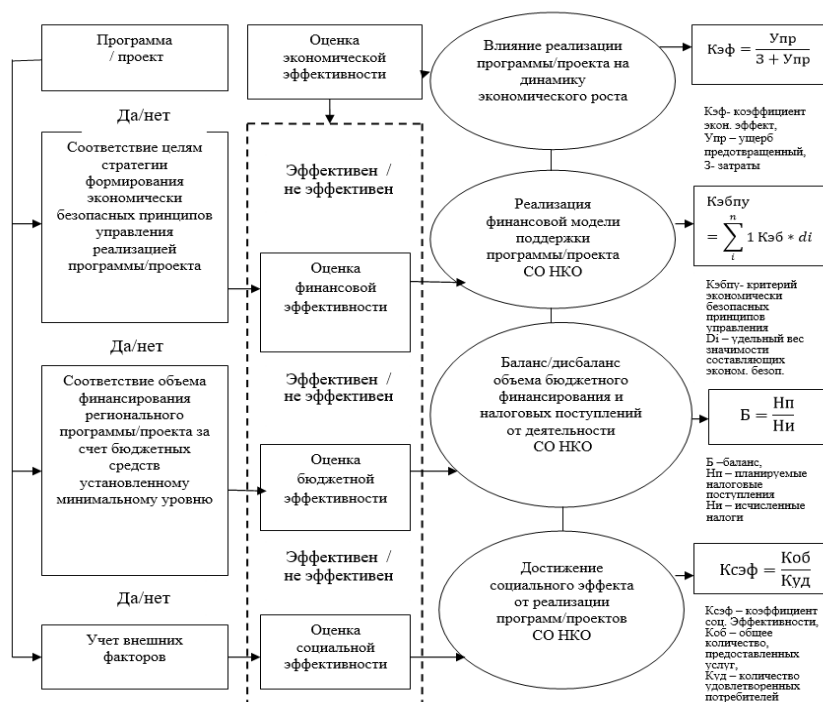 Программа
/ проект
Да/нет
Соответствие целям
стратегии
формирования
экономически
безопасных принципов
управления
реализацией
программы/проекта
Да/нет
Соответствие объема
финансирования
регионального
программы/проекта за
счет бюджетных
средств
установленному
минимальному уровню
Да/нет
Учет внешних
факторов
Оценка
экономической
эффективности
Эффективен /
не эффективен
Оценка
финансовой
эффективности
Эффективен /
не эффективен
Оценка
бюджетной
эффективности
Эффективен /
не эффективен
Оценка
социальной
эффективности
Влияние реализации
программы/проекта на
динамику
экономического роста
Реализация
финансовой модели
поддержки
программы/проекта
СО НКО
Баланс/дисбаланс
объема бюджетного
финансирования и
налоговых поступлений
от деятельности
СО НКО
Достижение
социального эффекта
от реализации
программ/проектов
СО НКО
Кэф = Упр / З + Упр
Кэф- коэффициент
экон. эффект,
Упр – ущерб
предотвращенный,
З- затраты
Кэбпу
= ∑ n i 1 Кэб * di
Кэбпу- критерий
экономически
безопасных
принципов
управления
Di – удельный вес
значимости
составляющих
эконом. безоп.
Б = Нп / Ни
Б –баланс,
Нп – планируемые
налоговые
поступления
Ни – исчисленные
налоги
Ксэф = Коб / Куд
Ксэф – коэффициент
соц. Эффективности,
Коб – общее
количество,
предоставленных
услуг,
Куд – количество
удовлетворенных
потребителей